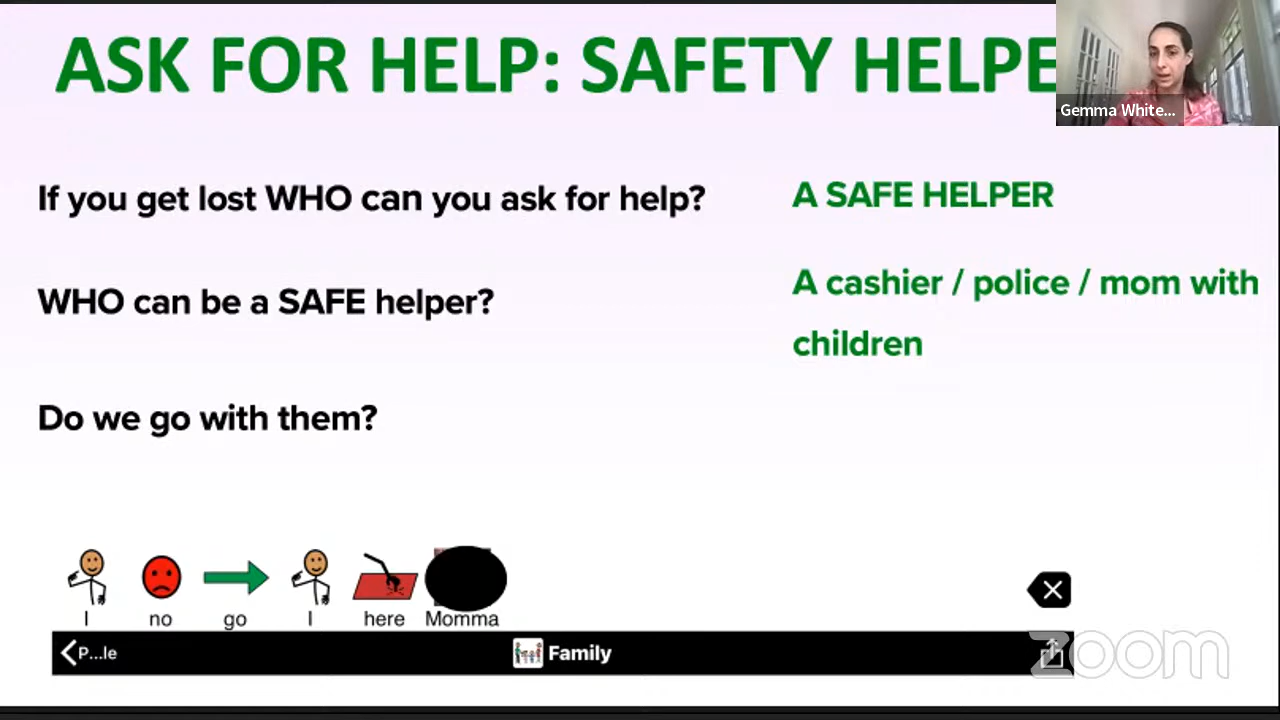 ASK FOR HELP: SAFETY HELPE
Gemma White...
If you get lost WHO can you ask for help?
A SAFE HELPER
WHO can be a SAFE helper?
A cashier / police / mom with
children
Do we go with them?
I no go I here Momma
P...le
Family
zoom